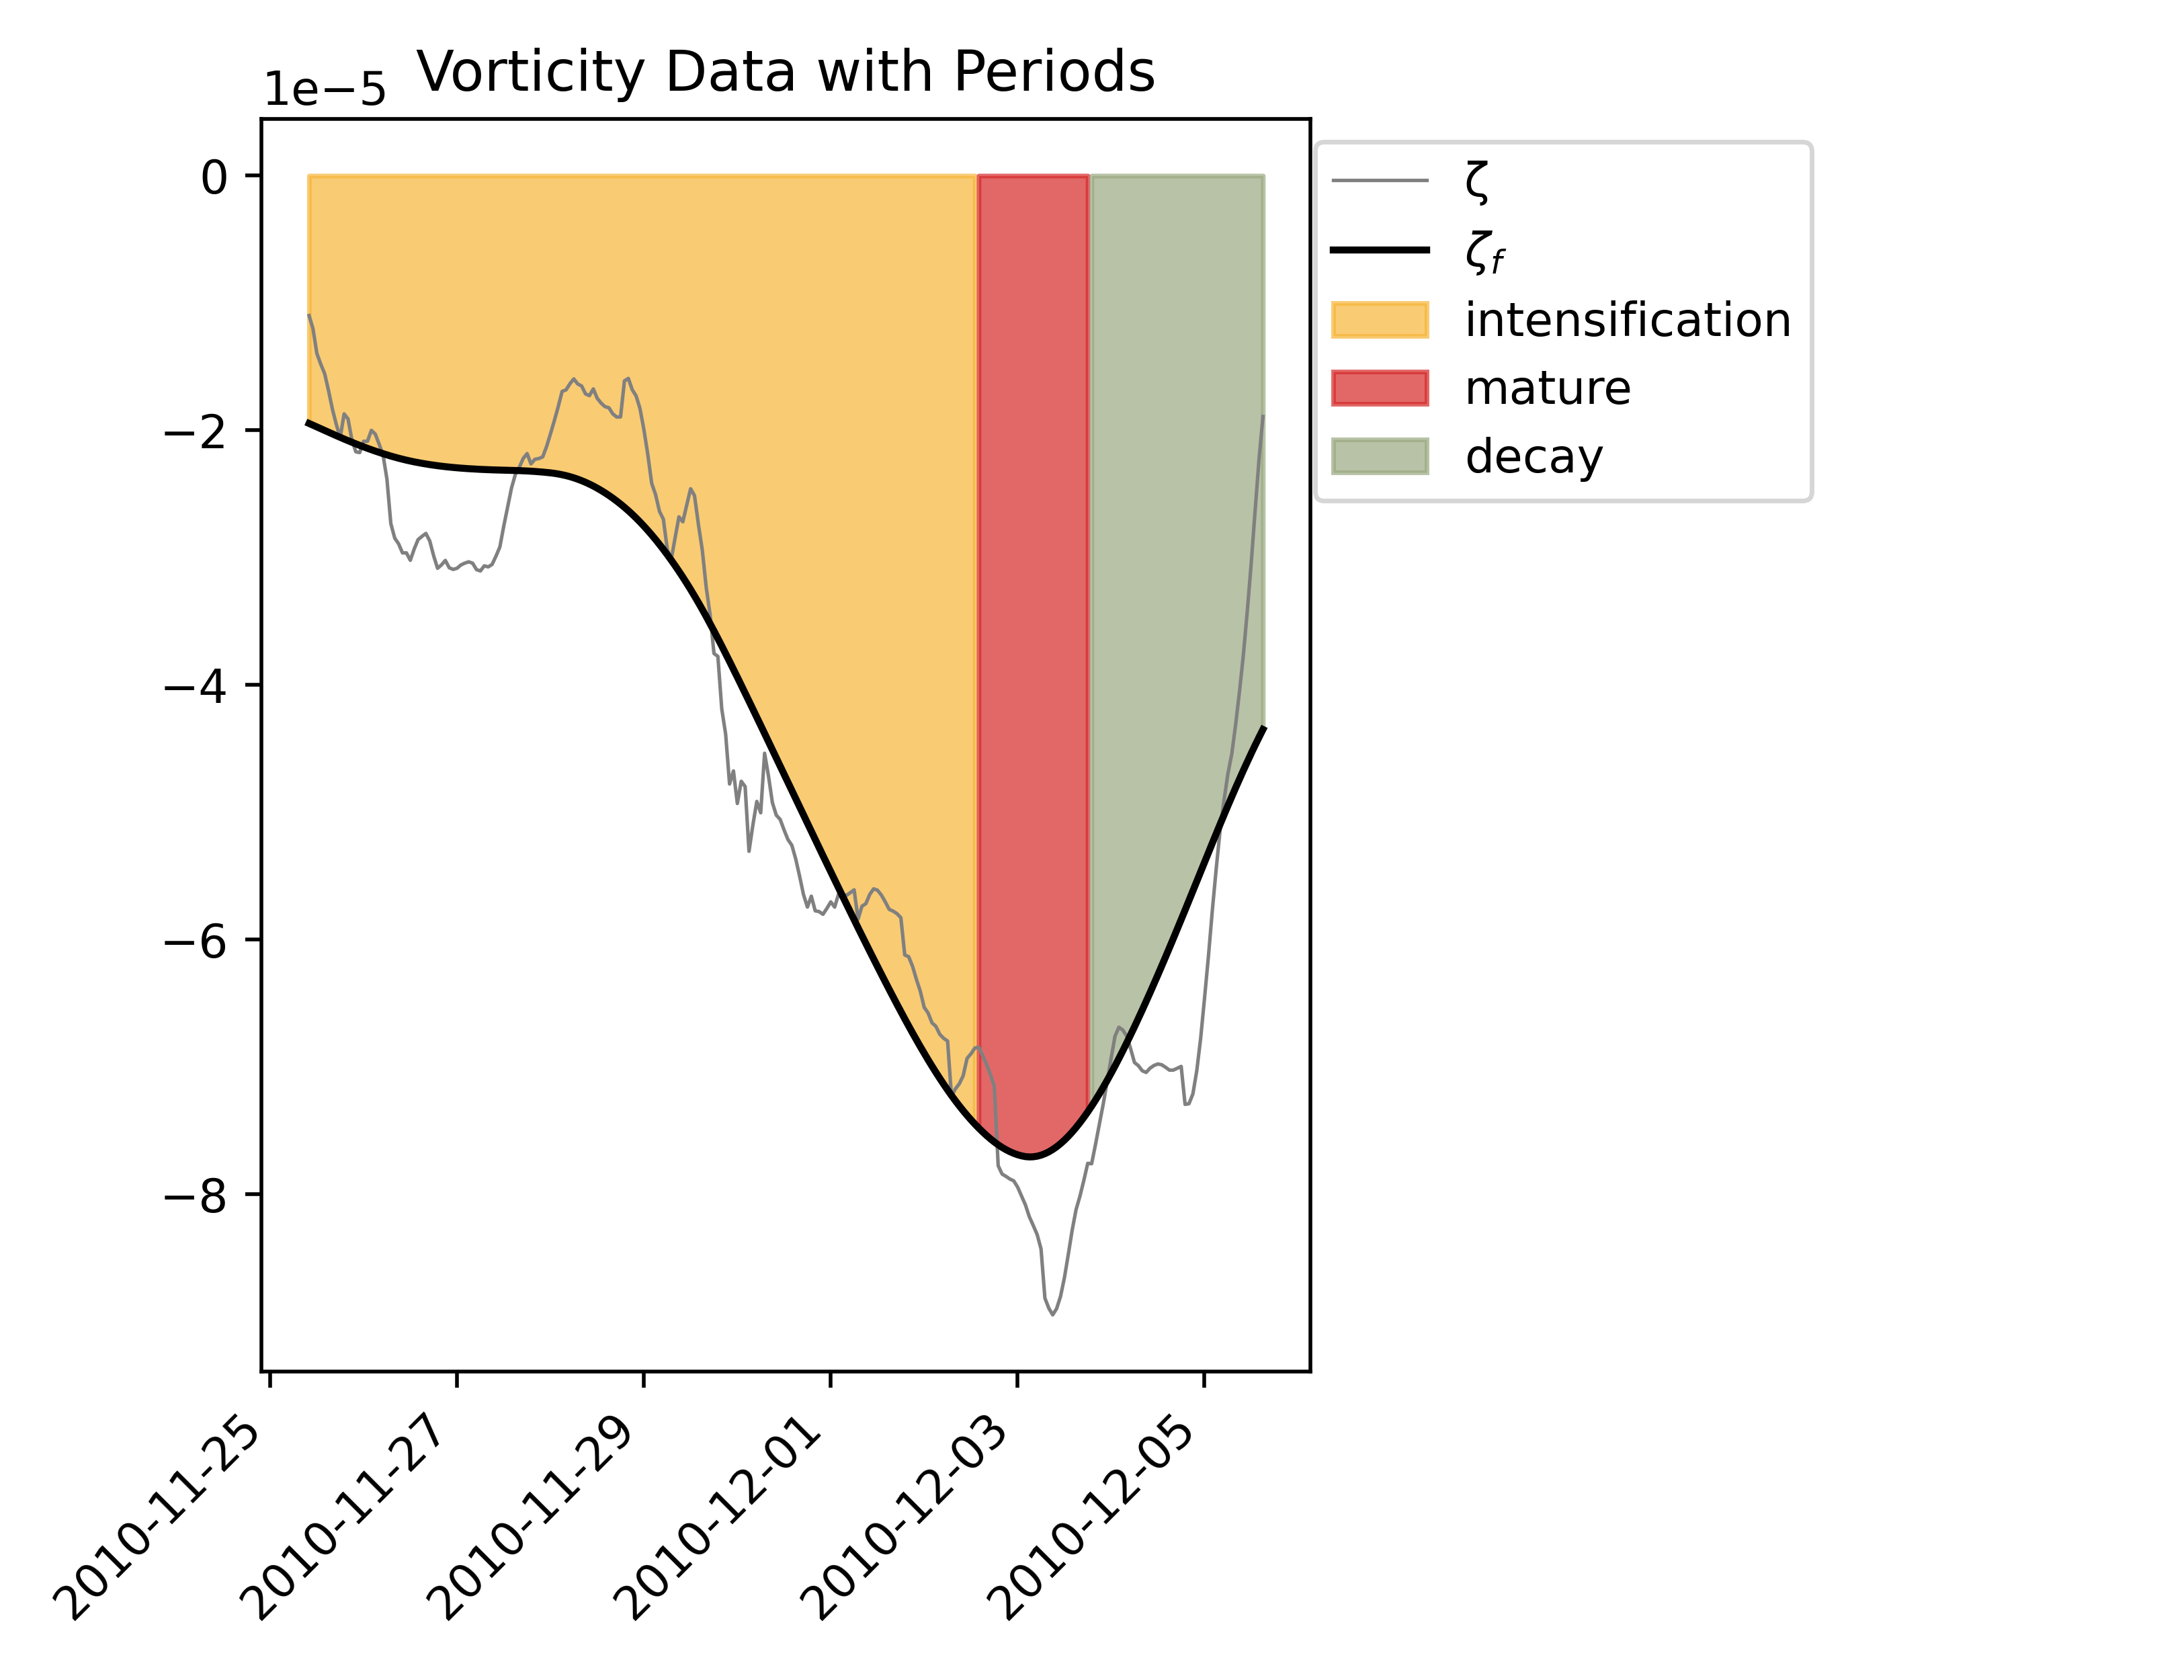 Vorticity Data with Periods
1e−5
0
−2
−4
−6
−8
2010-11-25
2010-11-27
2010-11-29
2010-12-01
2010-12-03
2010-12-05
ζ
ζf
intensification
mature
decay